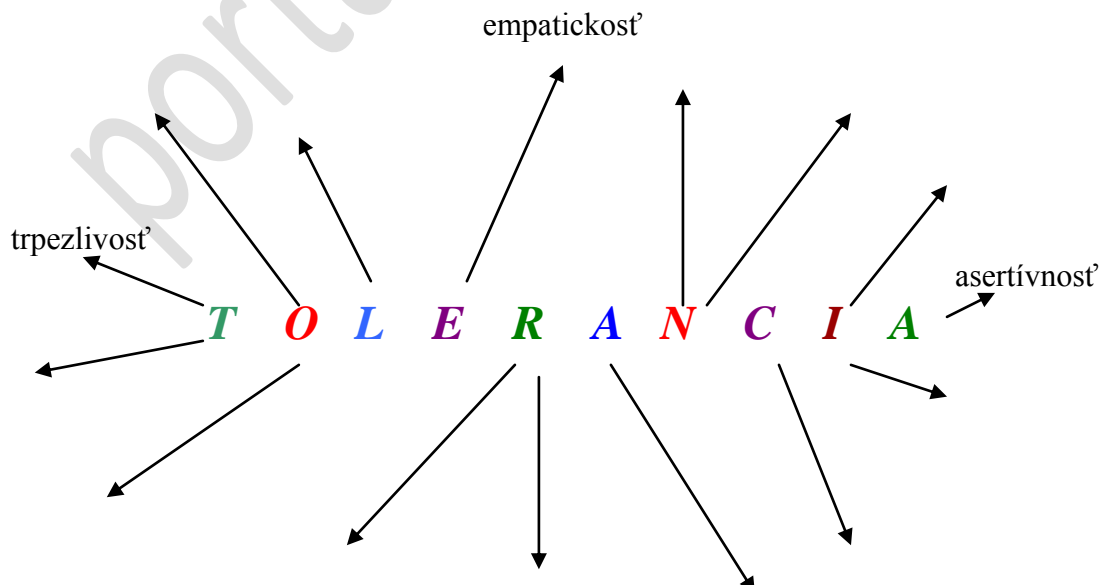 empatickosť
trpezlivosť
asertívnosť
T O L E R A N C I A